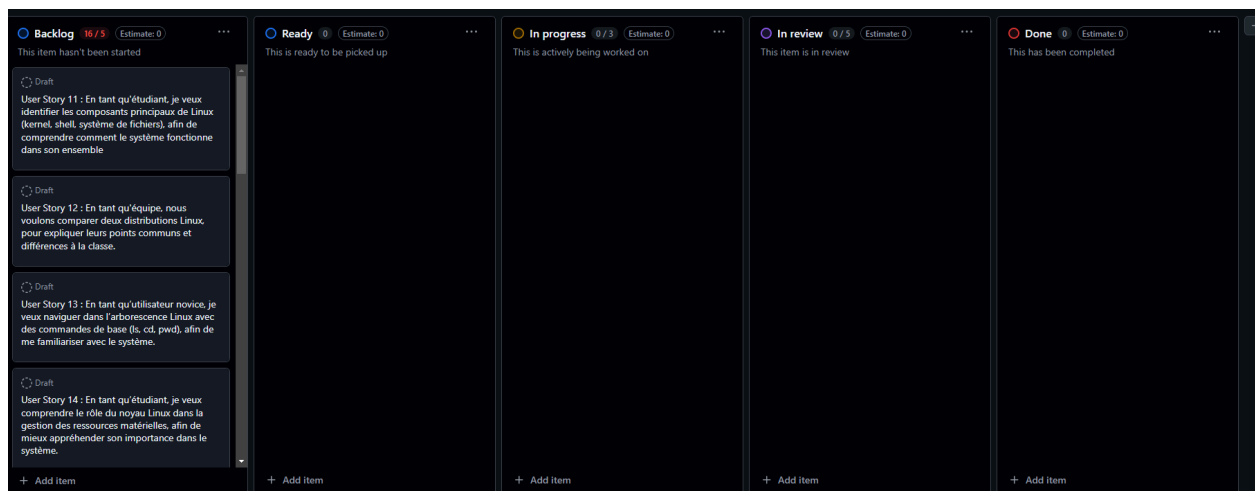 Backlog 16 / 5 Estimate: 0 ...
This item hasn't been started
Draft
User Story 11 : En tant qu'étudiant, je veux
identifier les composants principaux de Linux
(kernel, shell, système de fichiers), afin de
comprendre comment le système fonctionne
dans son ensemble
Draft
User Story 12 : En tant qu'équipe, nous
voulons comparer deux distributions Linux,
pour expliquer leurs points communs et
différences à la classe.
Draft
User Story 13 : En tant qu'utilisateur novice, je
veux naviguer dans l'arborescence Linux avec
des commandes de base (ls, cd, pwd), afin de
me familiariser avec le système.
Draft
User Story 14 : En tant qu'étudiant, je veux
comprendre le rôle du noyau Linux dans la
gestion des ressources matérielles, afin de
mieux appréhender son importance dans le
système.
+ Add item
Ready 0 Estimate: 0 ...
This is ready to be picked up
+ Add item
In progress 0 / 3 Estimate: 0 ...
This is actively being worked on
+ Add item
In review 0 / 5 Estimate: 0 ...
This item is in review
+ Add item
Done 0 Estimate: 0 ...
This has been completed
+ Add item